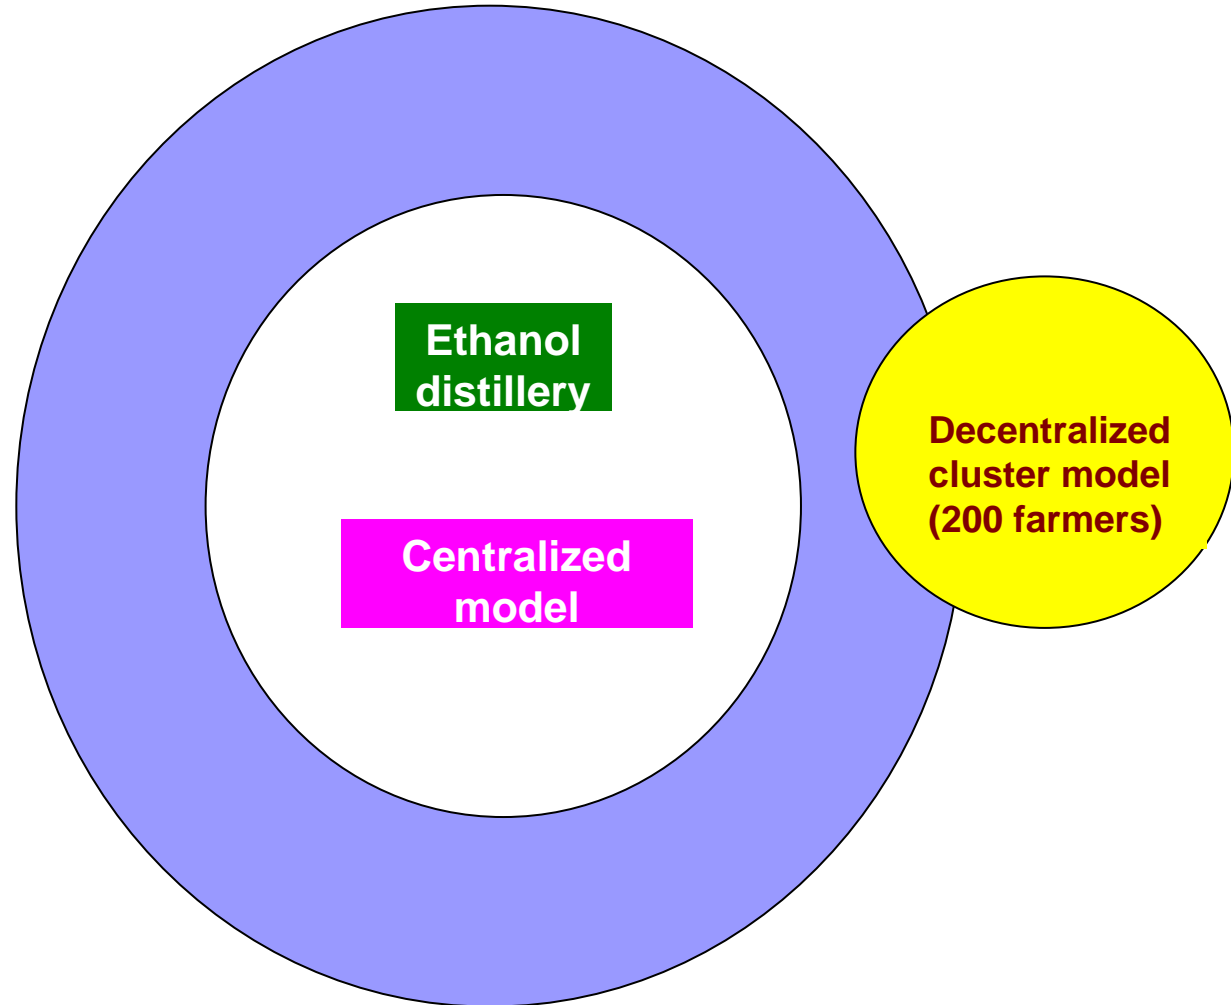 Ethanol
distillery
Centralized
model
Decentralized
cluster model
(200 farmers)